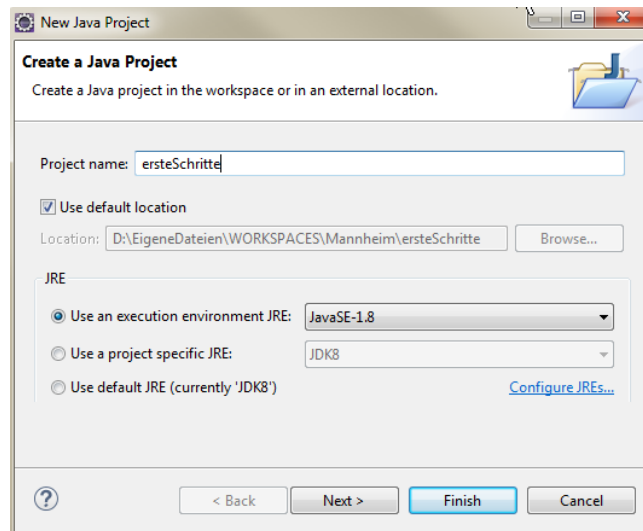 New Java Project
Create a Java Project
Create a Java project in the workspace or in an external location.
Project name: ersteSchritte
Use default location
Location: D:\EigeneDateien\WORKSPACES\Mannheim\ersteSchritte Browse...
JRE
Use an execution environment JRE: JavaSE-1.8
Use a project specific JRE: JDK8
Use default JRE (currently 'JDK8') Configure JREs...
? < Back Next > Finish Cancel